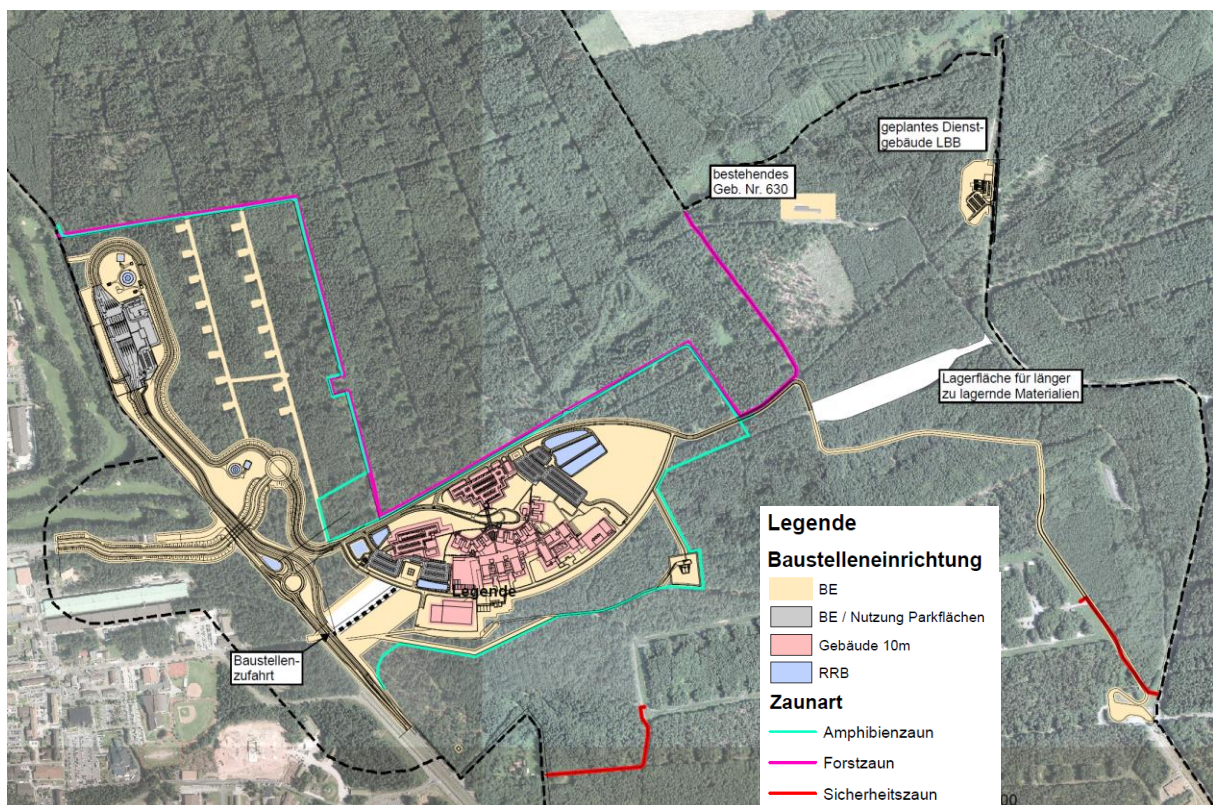 geplantes Dienst-
gebäude LBB
bestehendes
Geb. Nr. 630
Lagerfläche für länger
zu lagernde Materialien
Legende
Baustellen-
zufahrt
Legende
Baustelleneinrichtung
BE
BE / Nutzung Parkflächen
Gebäude 10m
RRB
Zaunart
Amphibienzaun
Forstzaun
Sicherheitszaun
00